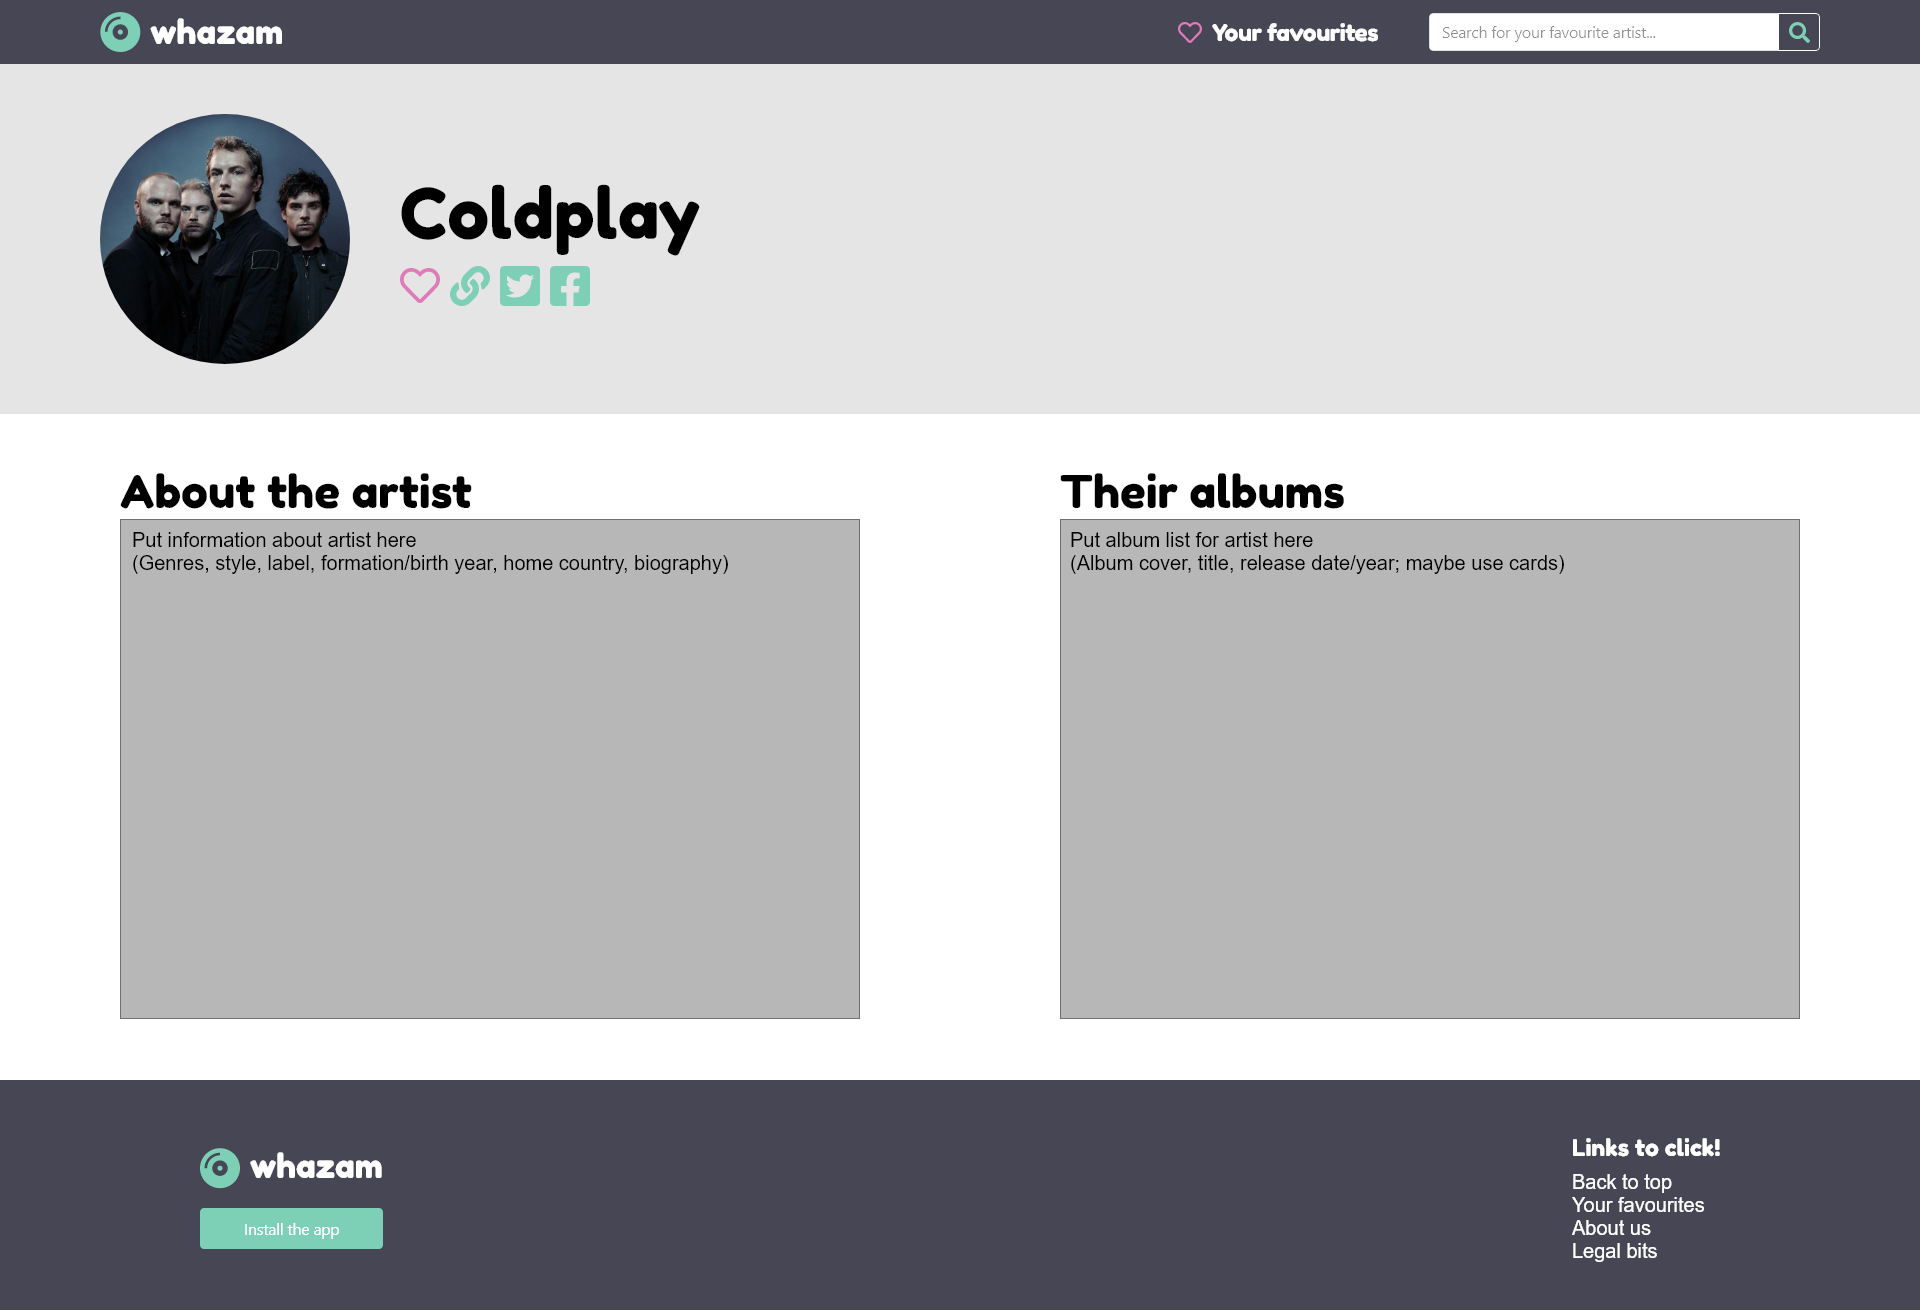 whazam
Your favourites
Search for your favourite artist...
Coldplay
About the artist
Put information about artist here
(Genres, style, label, formation/birth year, home country, biography)
Their albums
Put album list for artist here
(Album cover, title, release date/year; maybe use cards)
whazam
Install the app
Links to click!
Back to top
Your favourites
About us
Legal bits